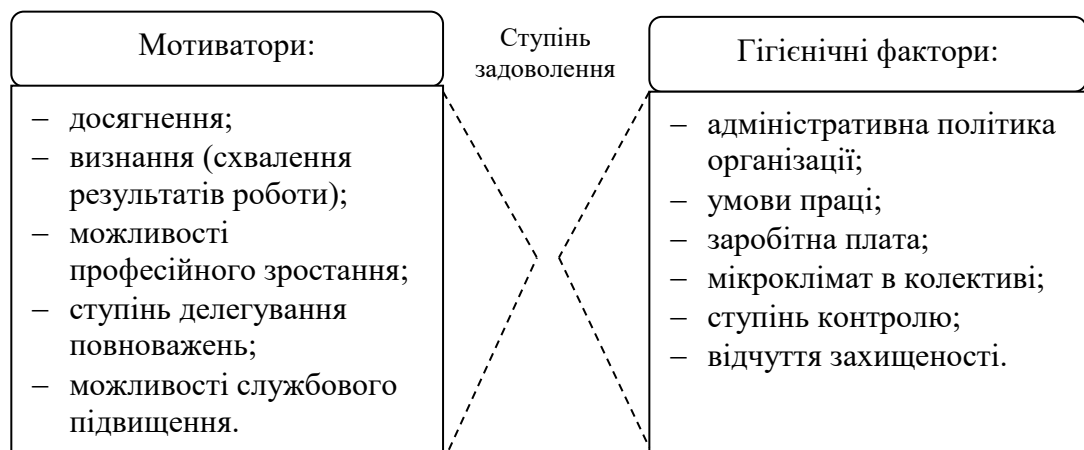 Мотиватори:
– досягнення;
– визнання (схвалення
результатів роботи);
– можливості
професійного зростання;
– ступінь делегування
повноважень;
– можливості службового
підвищення.
Ступінь
задоволення
Гігієнічні фактори:
– адміністративна політика
організації;
– умови праці;
– заробітна плата;
– мікроклімат в колективі;
– ступінь контролю;
– відчуття захищеності.